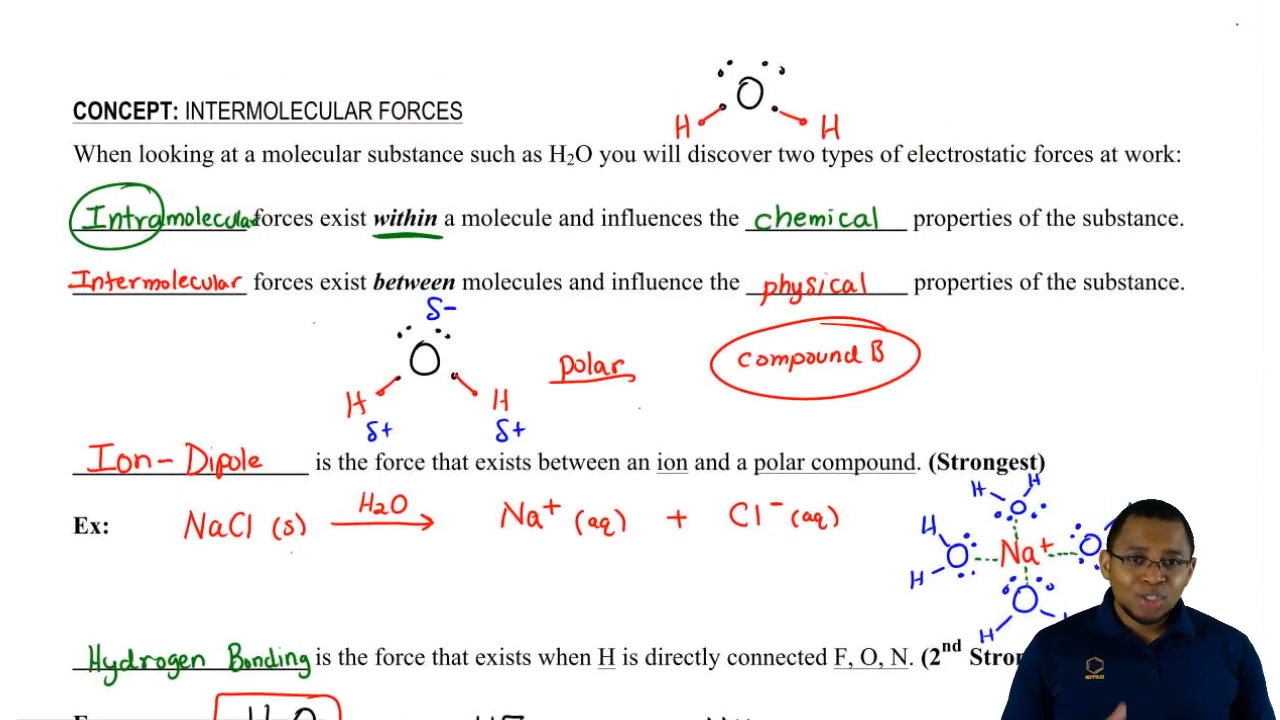 H O H
CONCEPT: INTERMOLECULAR FORCES
When looking at a molecular substance such as H₂O you will discover two types of electrostatic forces at work:
Intramolecular forces exist within a molecule and influences the chemical properties of the substance.
Intermolecular forces exist between molecules and influence the physical properties of the substance.
δ-
O
polar
compound B
H H
δ+ δ+
Ion-Dipole is the force that exists between an ion and a polar compound. (Strongest)
Ex: NaCl (s) H₂O Na⁺ (aq) + Cl⁻ (aq)
H H
O
H
O Na⁺ O
H
O
H
Hydrogen Bonding is the force that exists when H is directly connected F, O, N. (2nd